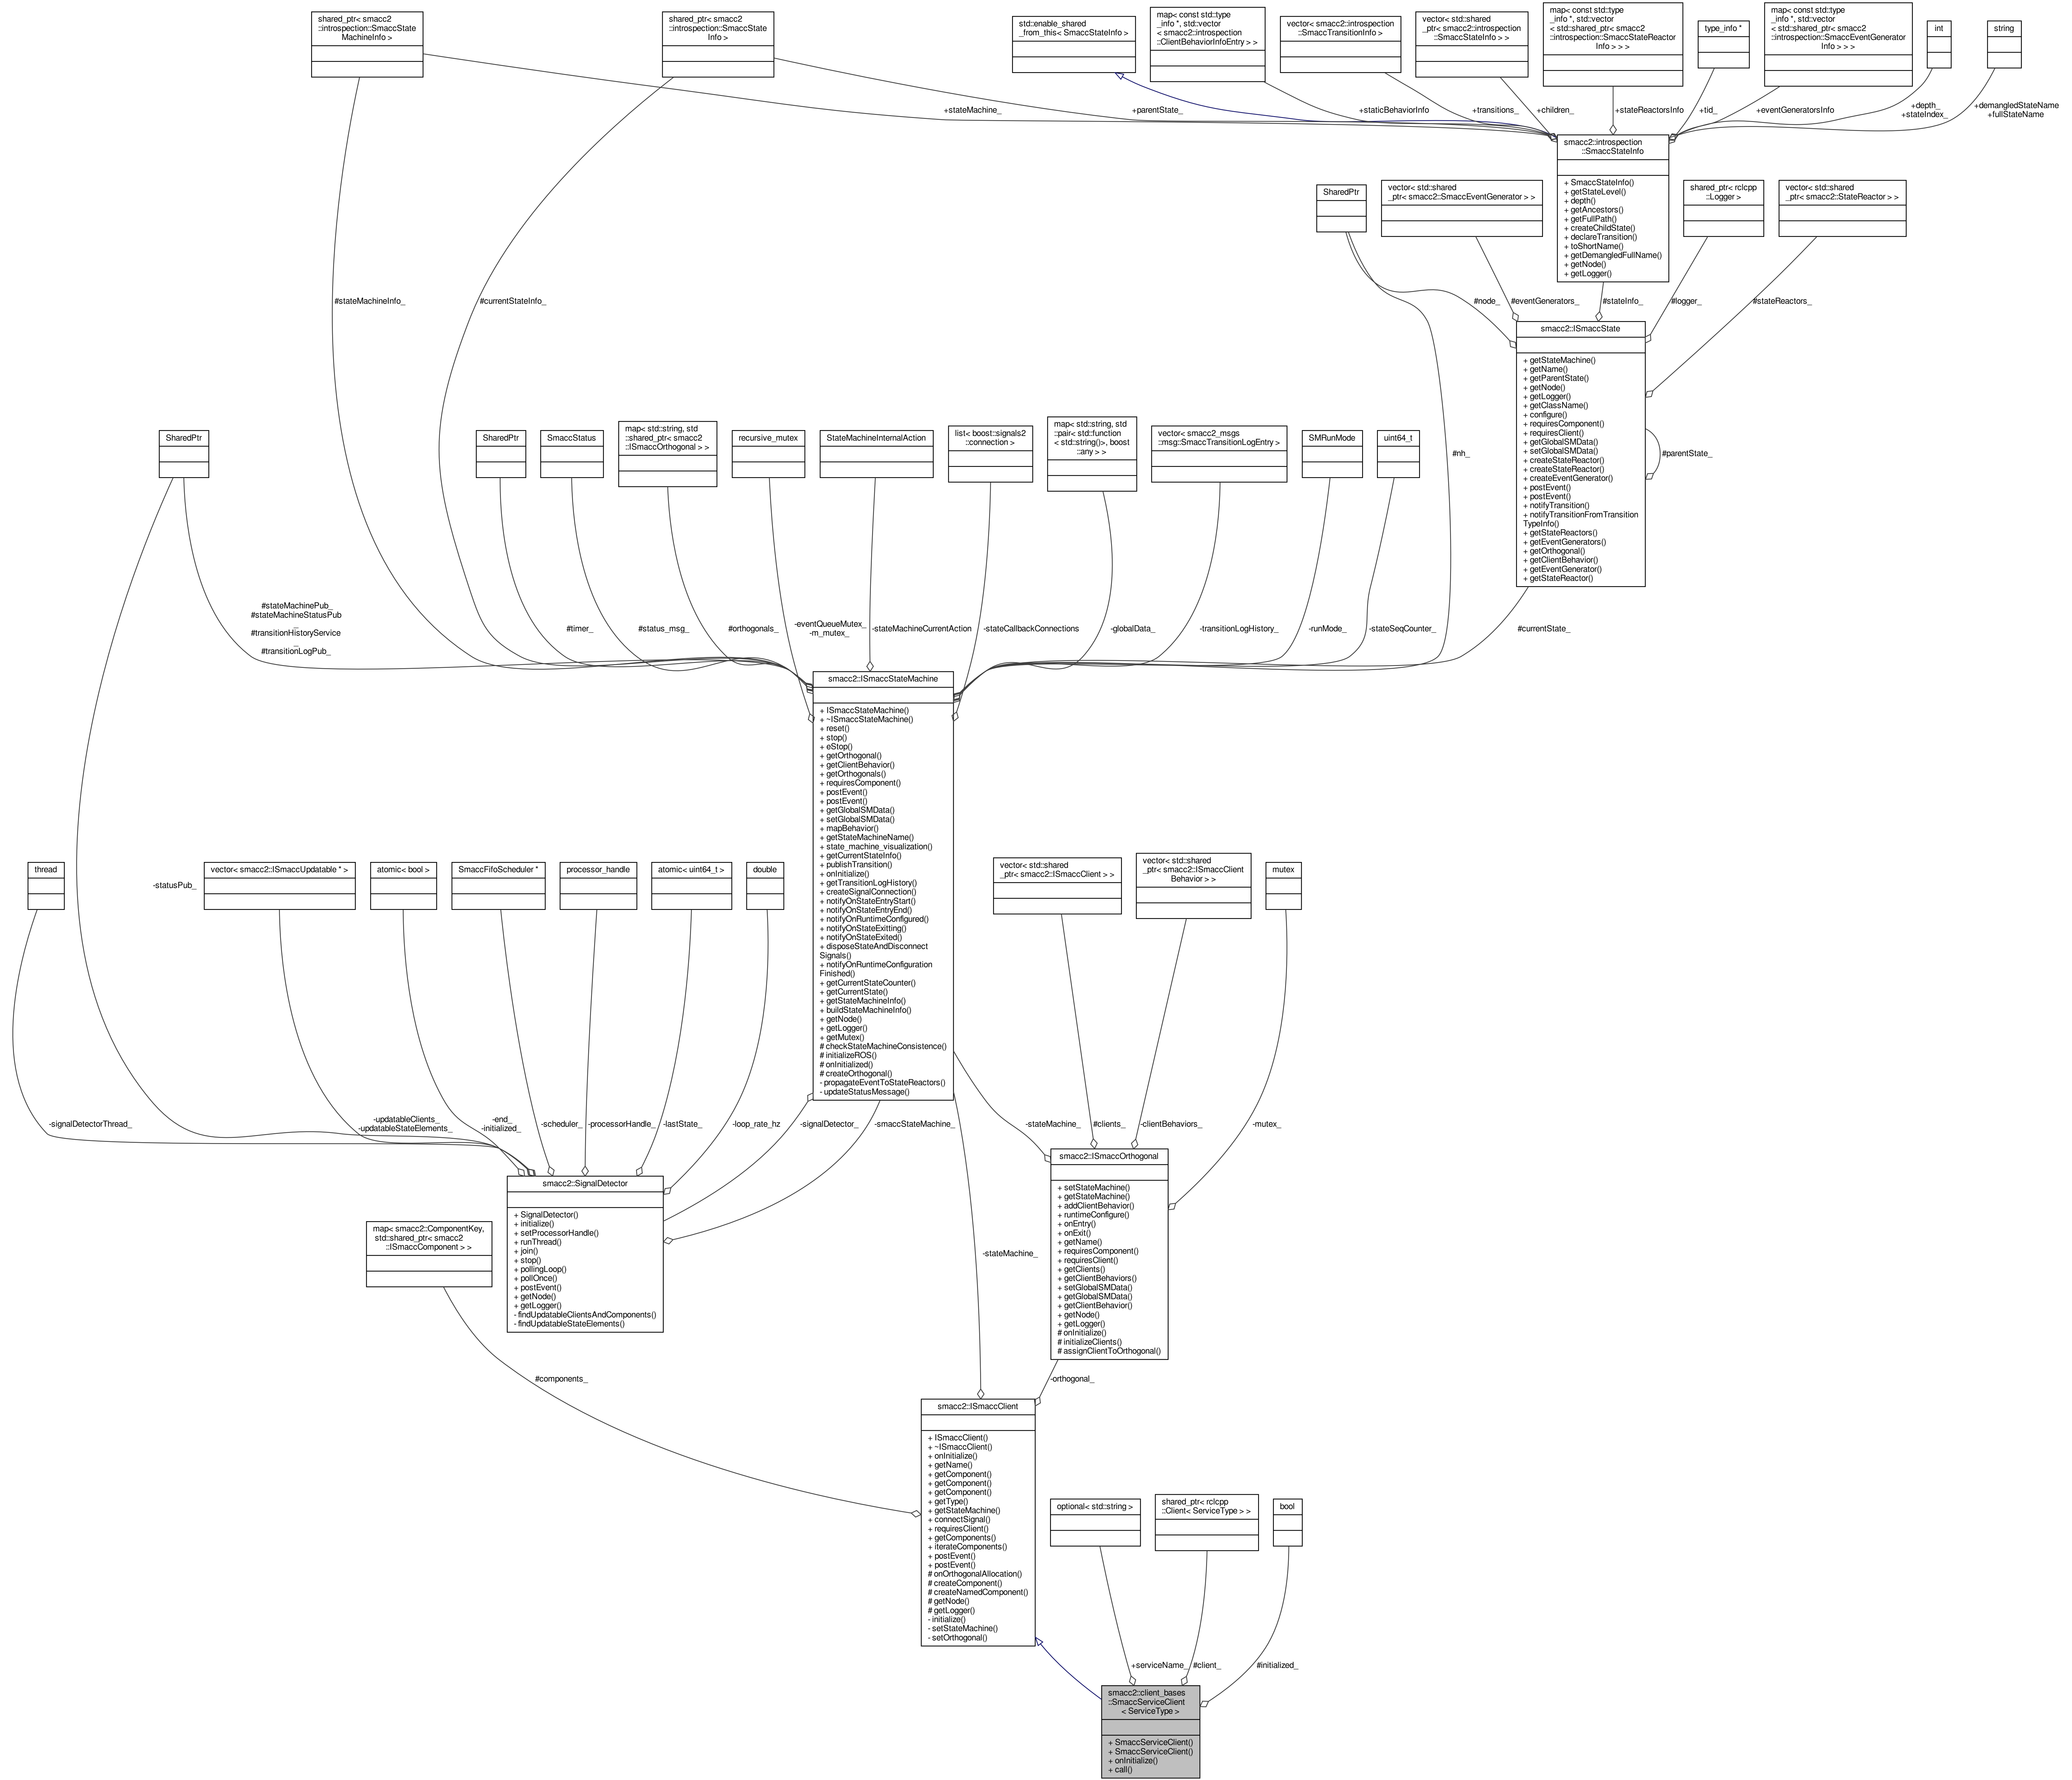 shared_ptr< smacc2
::introspection::SmaccState
MachineInfo >
shared_ptr< smacc2
::introspection::SmaccState
Info >
std::enable_shared
_from_this< SmaccStateInfo >
map< const std::type
_info *, std::vector
< smacc2::introspection
::ClientBehaviorInfoEntry > >
vector< smacc2::introspection
::SmaccTransitionInfo >
vector< std::shared
_ptr< smacc2::introspection
::SmaccStateInfo > >
map< const std::type
_info *, std::vector
< std::shared_ptr< smacc2
::introspection::SmaccStateReactor
Info > > >
type_info *
map< const std::type
_info *, std::vector
< std::shared_ptr< smacc2
::introspection::SmaccEventGenerator
Info > > >
int
string
+stateMachine_
+parentState_
+staticBehaviorInfo
+transitions_
+children_
+stateReactorsInfo
+tid_
+eventGeneratorsInfo
+depth_
+stateIndex_
+demangledStateName
+fullStateName
smacc2::introspection
::SmaccStateInfo
+ SmaccStateInfo()
+ getStateLevel()
+ depth()
+ getAncestors()
+ getFullPath()
+ createChildState()
+ declareTransition()
+ toShortName()
+ getDemangledFullName()
+ getNode()
+ getLogger()
SharedPtr
vector< std::shared
_ptr< smacc2::SmaccEventGenerator > >
shared_ptr< rclcpp
::Logger >
vector< std::shared
_ptr< smacc2::StateReactor > >
#stateMachineInfo_
#currentStateInfo_
#node_
#eventGenerators_
#stateInfo_
#logger_
#stateReactors_
smacc2::ISmaccState
+ getStateMachine()
+ getName()
+ getParentState()
+ getNode()
+ getLogger()
+ getClassName()
+ configure()
+ requiresComponent()
+ requiresClient()
+ getGlobalSMData()
+ setGlobalSMData()
+ createStateReactor()
+ createStateReactor()
+ createEventGenerator()
+ postEvent()
+ postEvent()
+ notifyTransition()
+ notifyTransitionFromTransition
TypeInfo()
+ getStateReactors()
+ getEventGenerators()
+ getOrthogonal()
+ getClientBehavior()
+ getEventGenerator()
+ getStateReactor()
#parentState_
#nh_
SharedPtr
SharedPtr
SmaccStatus
map< std::string, std
::shared_ptr< smacc2
::ISmaccOrthogonal > >
recursive_mutex
StateMachineInternalAction
list< boost::signals2
::connection >
map< std::string, std
::pair< std::function
< std::string()>, boost
::any > >
vector< smacc2_msgs
::msg::SmaccTransitionLogEntry >
SMRunMode
uint64_t
#stateMachinePub_
#stateMachineStatusPub
_
#transitionHistoryService
_
#transitionLogPub_
#timer_
#status_msg_
#orthogonals_
-eventQueueMutex_
-m_mutex_
-stateMachineCurrentAction
-stateCallbackConnections
-globalData_
-transitionLogHistory_
-runMode_
-stateSeqCounter_
#currentState_
smacc2::ISmaccStateMachine
+ ISmaccStateMachine()
+ ~ISmaccStateMachine()
+ reset()
+ stop()
+ eStop()
+ getOrthogonal()
+ getClientBehavior()
+ getOrthogonals()
+ requiresComponent()
+ postEvent()
+ postEvent()
+ getGlobalSMData()
+ setGlobalSMData()
+ mapBehavior()
+ getStateMachineName()
+ state_machine_visualization()
+ getCurrentStateInfo()
+ publishTransition()
+ onInitialize()
+ getTransitionLogHistory()
+ createSignalConnection()
+ notifyOnStateEntryStart()
+ notifyOnStateEntryEnd()
+ notifyOnRuntimeConfigured()
+ notifyOnStateExitting()
+ notifyOnStateExited()
+ disposeStateAndDisconnect
Signals()
+ notifyOnRuntimeConfiguration
Finished()
+ getCurrentStateCounter()
+ getCurrentState()
+ getStateMachineInfo()
+ buildStateMachineInfo()
+ getNode()
+ getLogger()
+ getMutex()
# checkStateMachineConsistence()
# initializeROS()
# onInitialized()
# createOrthogonal()
- propagateEventToStateReactors()
- updateStatusMessage()
thread
-statusPub_
vector< smacc2::ISmaccUpdatable * >
atomic< bool >
SmaccFifoScheduler *
processor_handle
atomic< uint64_t >
double
vector< std::shared
_ptr< smacc2::ISmaccClient > >
vector< std::shared
_ptr< smacc2::ISmaccClient
Behavior > >
mutex
-signalDetectorThread_
-updatableClients_
-updatableStateElements_
-end_
-initialized_
-scheduler_
-processorHandle_
-lastState_
-loop_rate_hz
-signalDetector_
-smaccStateMachine_
-stateMachine_
#clients_
-clientBehaviors_
-mutex_
smacc2::SignalDetector
+ SignalDetector()
+ initialize()
+ setProcessorHandle()
+ runThread()
+ join()
+ stop()
+ pollingLoop()
+ pollOnce()
+ postEvent()
+ getNode()
+ getLogger()
- findUpdatableClientsAndComponents()
- findUpdatableStateElements()
smacc2::ISmaccOrthogonal
+ setStateMachine()
+ getStateMachine()
+ addClientBehavior()
+ runtimeConfigure()
+ onEntry()
+ onExit()
+ getName()
+ requiresComponent()
+ requiresClient()
+ getClients()
+ getClientBehaviors()
+ setGlobalSMData()
+ getGlobalSMData()
+ getClientBehavior()
+ getNode()
+ getLogger()
# onInitialize()
# initializeClients()
# assignClientToOrthogonal()
map< smacc2::ComponentKey,
std::shared_ptr< smacc2
::ISmaccComponent > >
-stateMachine_
#components_
-orthogonal_
smacc2::ISmaccClient
+ ISmaccClient()
+ ~ISmaccClient()
+ onInitialize()
+ getName()
+ getComponent()
+ getComponent()
+ getComponent()
+ getType()
+ getStateMachine()
+ connectSignal()
+ requiresClient()
+ getComponents()
+ iterateComponents()
+ postEvent()
+ postEvent()
# onOrthogonalAllocation()
# createComponent()
# createNamedComponent()
# getNode()
# getLogger()
- initialize()
- setStateMachine()
- setOrthogonal()
optional< std::string >
shared_ptr< rclcpp
::Client< ServiceType > >
bool
+serviceName_
#client_
#initialized_
smacc2::client_bases
::SmaccServiceClient
< ServiceType >
+ SmaccServiceClient()
+ SmaccServiceClient()
+ onInitialize()
+ call()